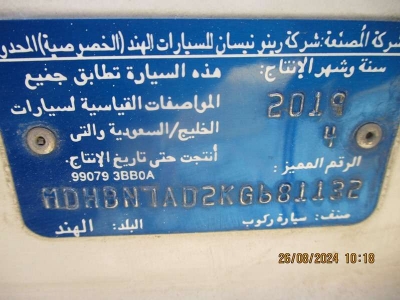 شركة الصنعة: شركة رينو نيسان للسيارات الهند (الخصوصية) الحدو
سنة وشهر الإنتاج: هذه السيارة تطابق جميع
2019 المواصفات القياسية لسيارات
4 الخليج/السعودية والتى
الرقم المميز: أنتجت حتى تاريخ الإنتاج.
99079 3BB0A
MDHBN7AD2KG681132
صنف: سيارة ركوب البلد: الهند
26/08/2024 10:18